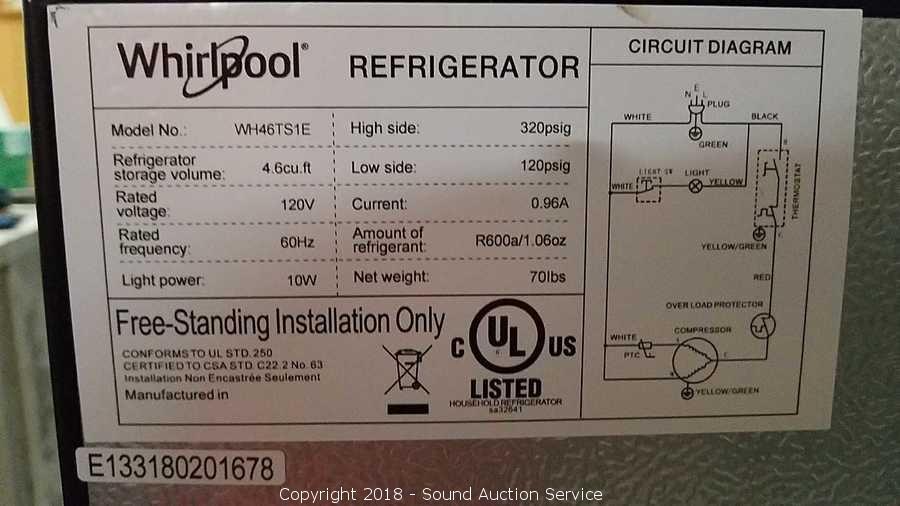 Whirlpool®
REFRIGERATOR
Model No.: WH46TS1E
High side: 320psig
Refrigerator
storage volume: 4.6cu.ft
Low side: 120psig
Rated
voltage: 120V
Current: 0.96A
Rated
frequency: 60Hz
Amount of
refrigerant: R600a/1.06oz
Light power: 10W
Net weight: 70lbs
Free-Standing Installation Only
CONFORMS TO UL STD. 250
CERTIFIED TO CSA STD. C22.2 No. 63
Installation Non Encastrée Seulement
Manufactured in
C UL US
LISTED
HOUSEHOLD REFRIGERATOR
sa32641
CIRCUIT DIAGRAM
E
N L
PLUG
WHITE BLACK
GREEN
LIGHT SW LIGHT
WHITE YELLOW
THERMOSTAT
YELLOW/GREEN
RED
OVER LOAD PROTECTOR
COMPRESSOR
WHITE
PTC
YELLOW/GREEN
E133180201678
Copyright 2018 - Sound Auction Service